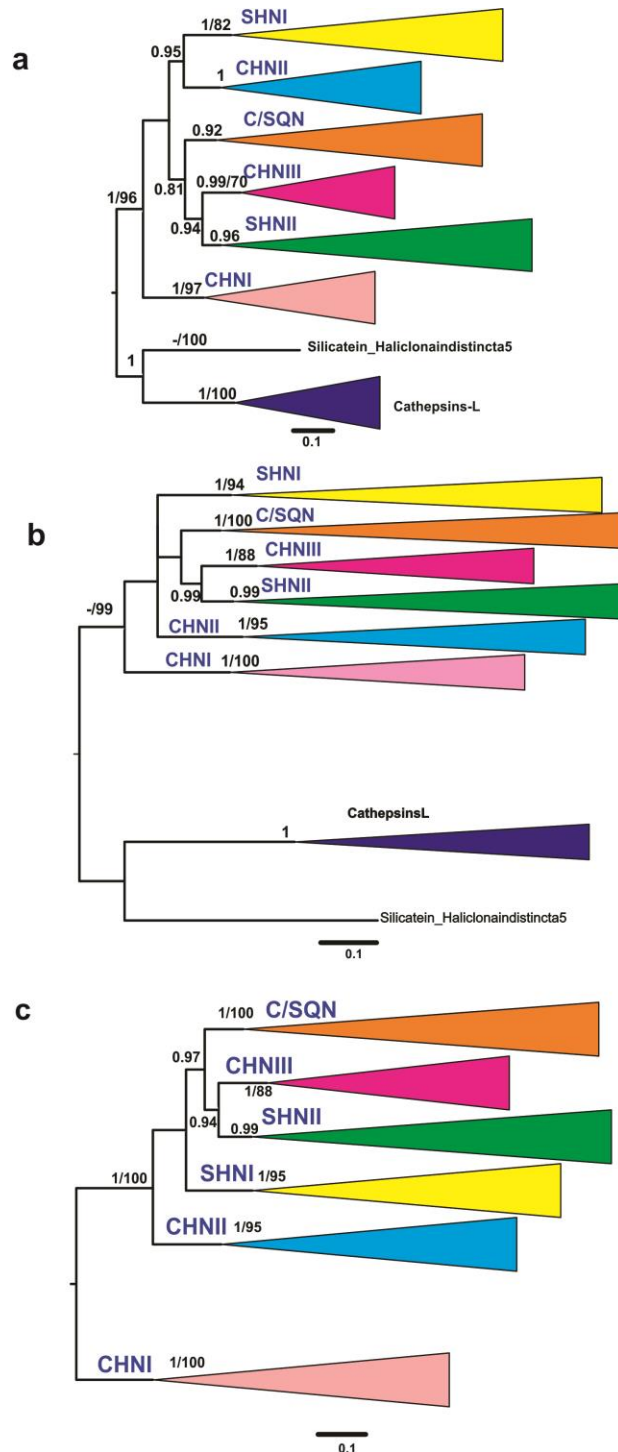 a
1/82
SHNI
0.95
CHNII
1
C/SQN
0.92
CHNIII
0.99/70
0.81
SHNII
0.94
0.96
1/96
CHNI
1/97
-/100
Silicatein_Haliclonaindistincta5
1
1/100
Cathepsins-L
0.1
b
SHNI
1/94
C/SQN
1/100
CHNIII
1/88
SHNII
0.99
0.99
CHNII
1/95
-/99
CHNI
1/100
CathepsinsL
1
Silicatein_Haliclonaindistincta5
0.1
c
C/SQN
1/100
0.97
CHNIII
1/88
0.94
SHNII
0.99
SHNI
1/95
1/100
CHNII
1/95
CHNI
1/100
0.1